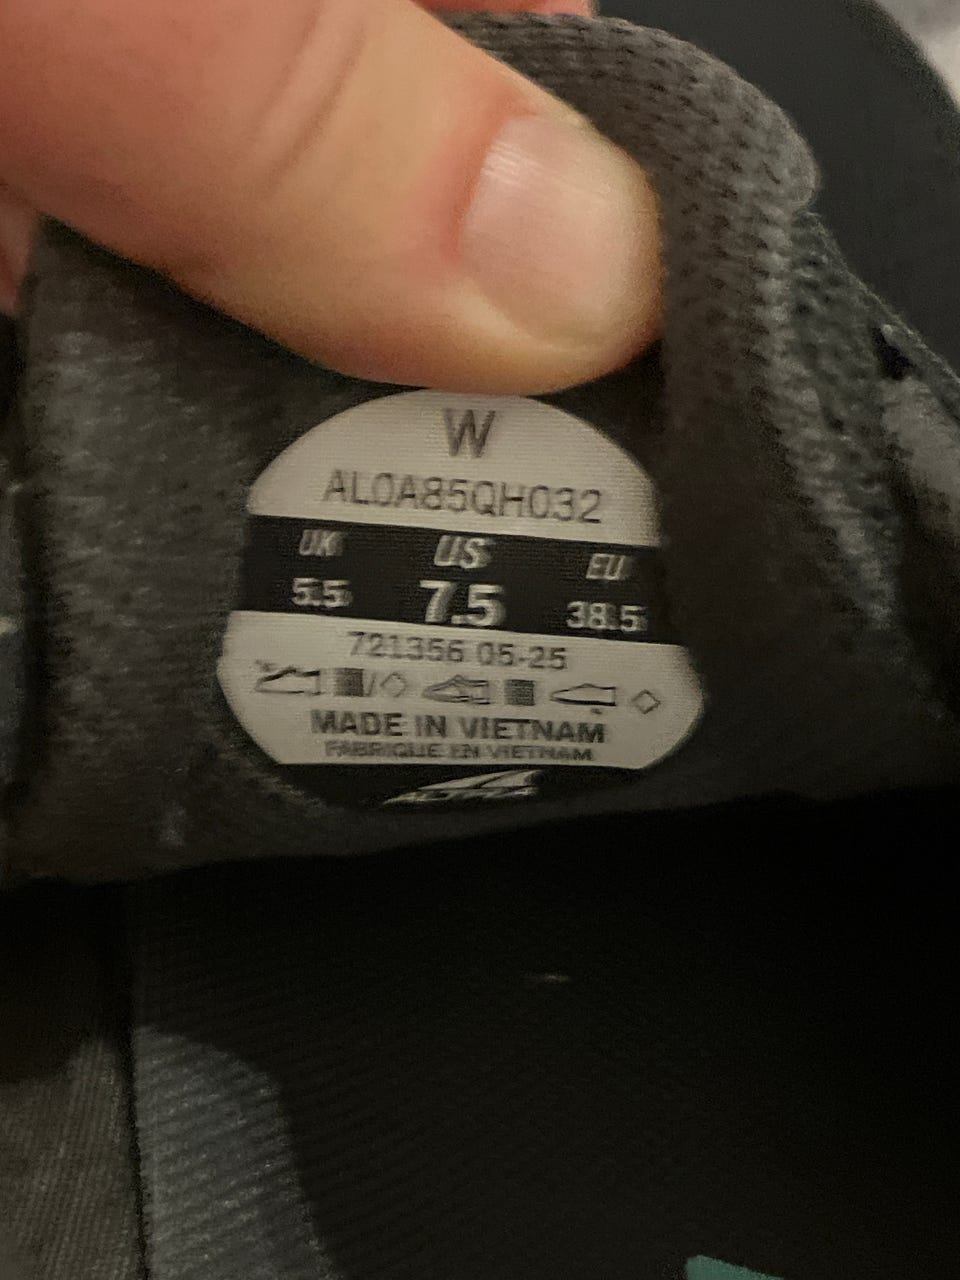 W
AL0A85QH032
UK US EU
5.5 7.5 38.5
721356 05-25
MADE IN VIETNAM
FABRIQUE EN VIETNAM
ALTRA